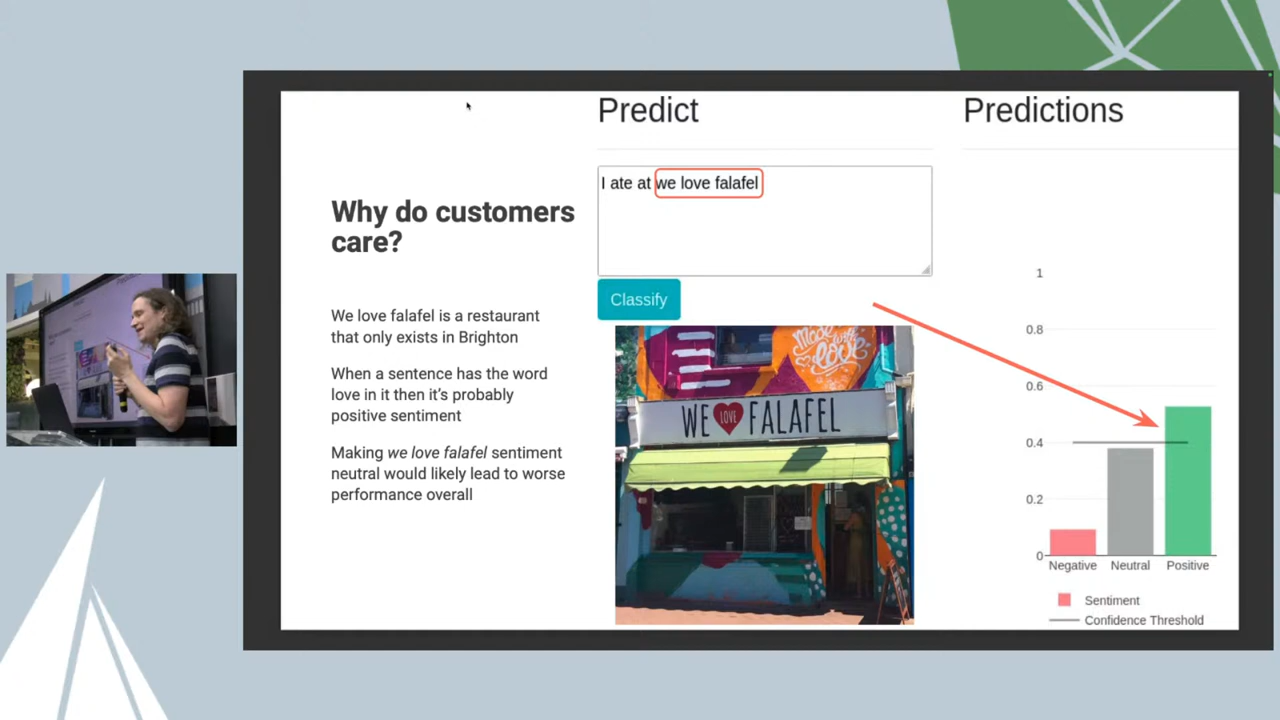 Predict
Predictions
I ate at we love falafel
Why do customers
care?
Classify
We love falafel is a restaurant
that only exists in Brighton
When a sentence has the word
love in it then it's probably
positive sentiment
Making we love falafel sentiment
neutral would likely lead to worse
performance overall
made with
love
WE LOVE FALAFEL
1
0.8
0.6
0.4
0.2
0
Negative Neutral Positive
Sentiment
Confidence Threshold